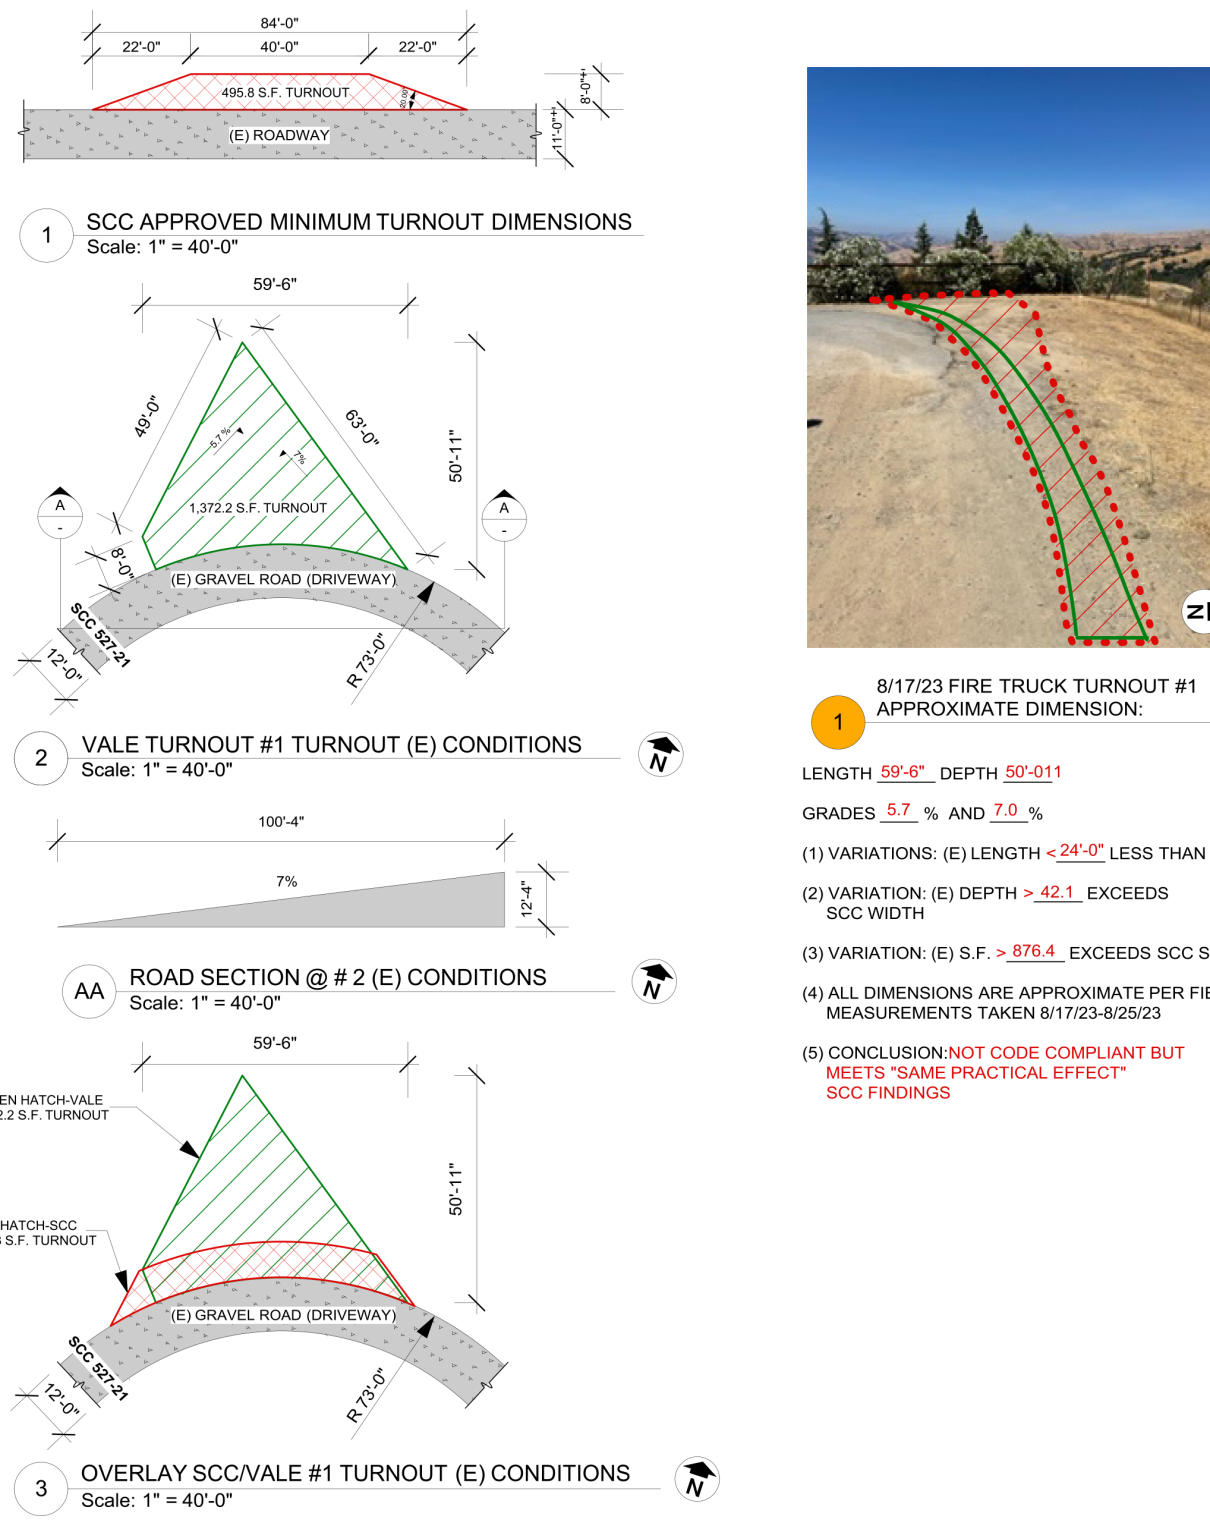 84'-0"
22'-0" 40'-0" 22'-0"
495.8 S.F. TURNOUT
20.00°
8'-0"+
(E) ROADWAY
11'-0"+
1 SCC APPROVED MINIMUM TURNOUT DIMENSIONS
Scale: 1" = 40'-0"
59'-6"
49'-0"
63'-0"
50'-11"
5.7%
7%
1,372.2 S.F. TURNOUT
A
-
A
-
8'-0"
(E) GRAVEL ROAD (DRIVEWAY)
SCC 527-21
12'-0"
R 73'-0"
2 VALE TURNOUT #1 TURNOUT (E) CONDITIONS
Scale: 1" = 40'-0"
N
100'-4"
7%
12'-4"
AA ROAD SECTION @ # 2 (E) CONDITIONS
Scale: 1" = 40'-0"
N
59'-6"
EN HATCH-VALE
2.2 S.F. TURNOUT
50'-11"
HATCH-SCC
S.F. TURNOUT
(E) GRAVEL ROAD (DRIVEWAY)
SCC 527-21
12'-0"
R 73'-0"
3 OVERLAY SCC/VALE #1 TURNOUT (E) CONDITIONS
Scale: 1" = 40'-0"
N
N
1 8/17/23 FIRE TRUCK TURNOUT #1
APPROXIMATE DIMENSION:
LENGTH 59'-6" DEPTH 50'-011
GRADES 5.7 % AND 7.0 %
(1) VARIATIONS: (E) LENGTH < 24'-0" LESS THAN
(2) VARIATION: (E) DEPTH > 42.1 EXCEEDS
SCC WIDTH
(3) VARIATION: (E) S.F. > 876.4 EXCEEDS SCC S
(4) ALL DIMENSIONS ARE APPROXIMATE PER FIE
MEASUREMENTS TAKEN 8/17/23-8/25/23
(5) CONCLUSION:NOT CODE COMPLIANT BUT
MEETS "SAME PRACTICAL EFFECT"
SCC FINDINGS